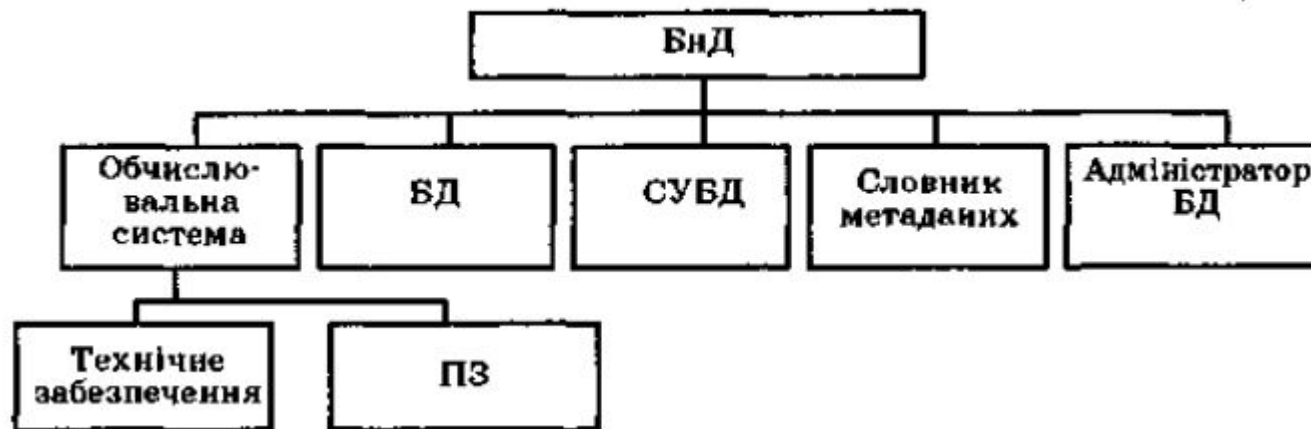 БнД
Обчислю-
вальна
система
БД
СУБД
Словник
метаданих
Адміністратор
БД
Технічне
забезпечення
ПЗ